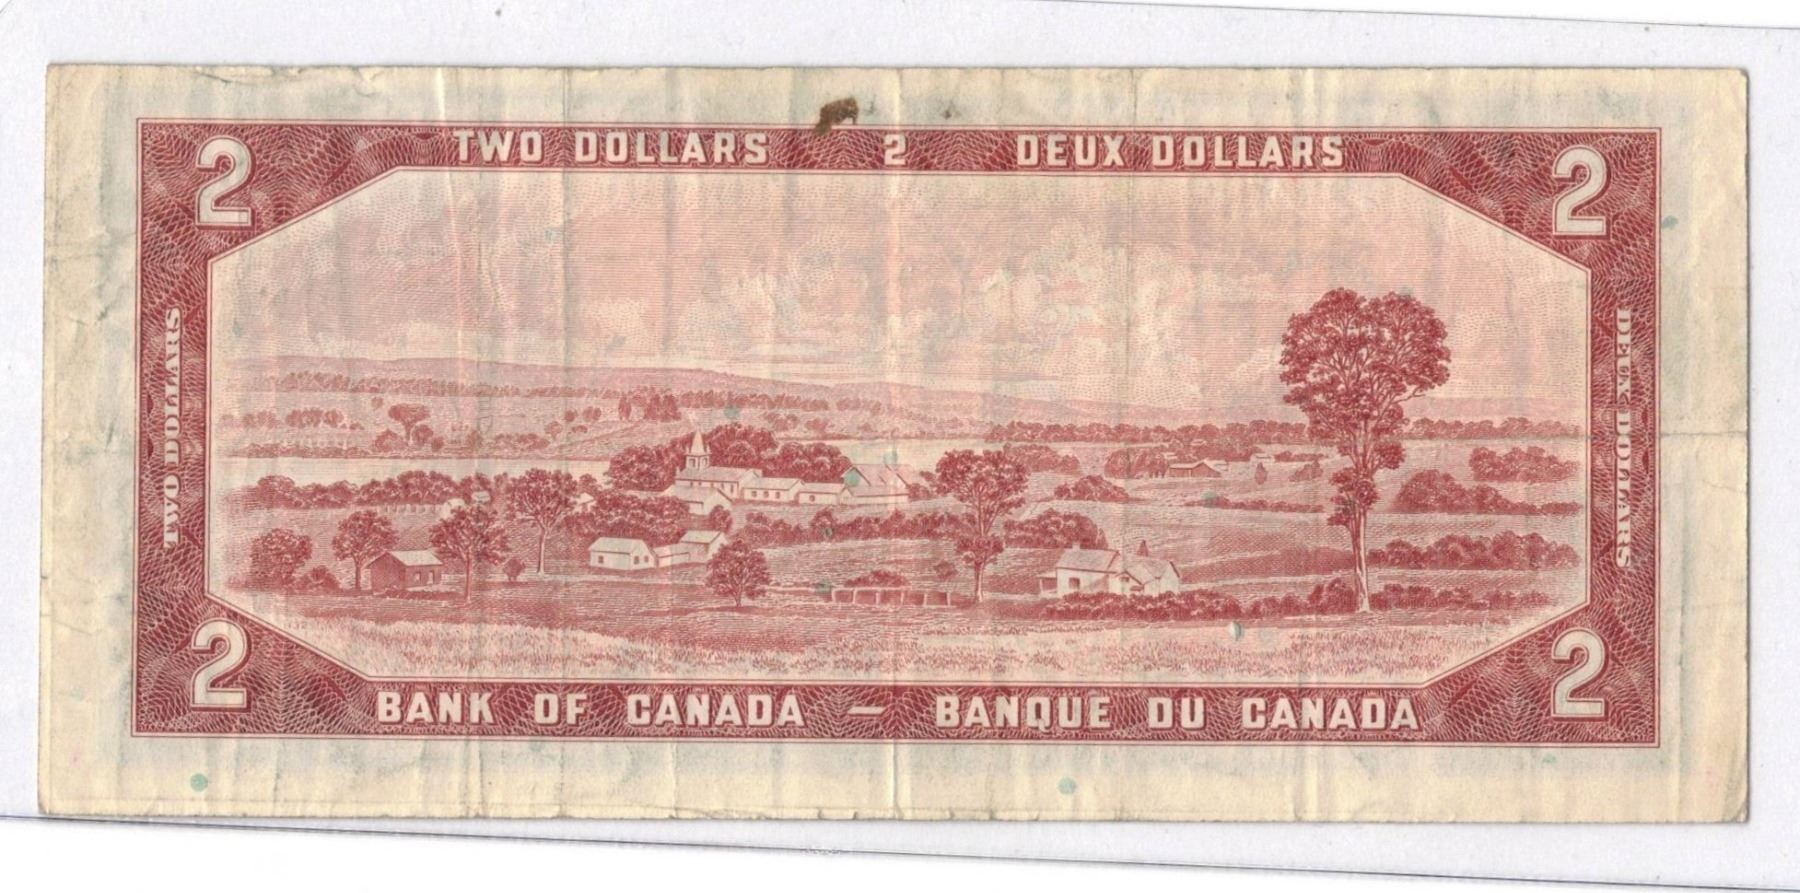 2 TWO DOLLARS 2 DEUX DOLLARS 2
TWO DOLLARS
DEUX DOLLARS
2 BANK OF CANADA — BANQUE DU CANADA 2